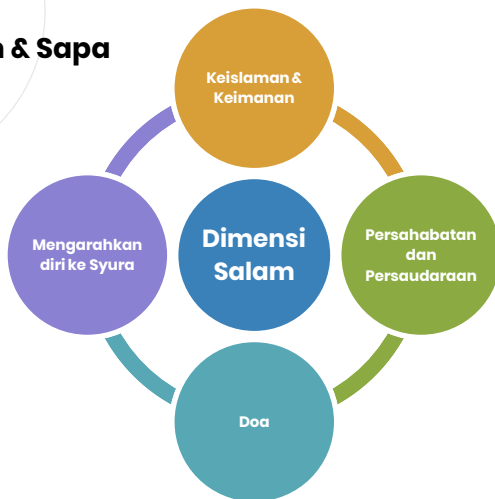 & Sapa
Keislaman &
Keimanan
Mengarahkan
diri ke Syura
Dimensi
Salam
Persahabatan
dan
Persaudaraan
Doa